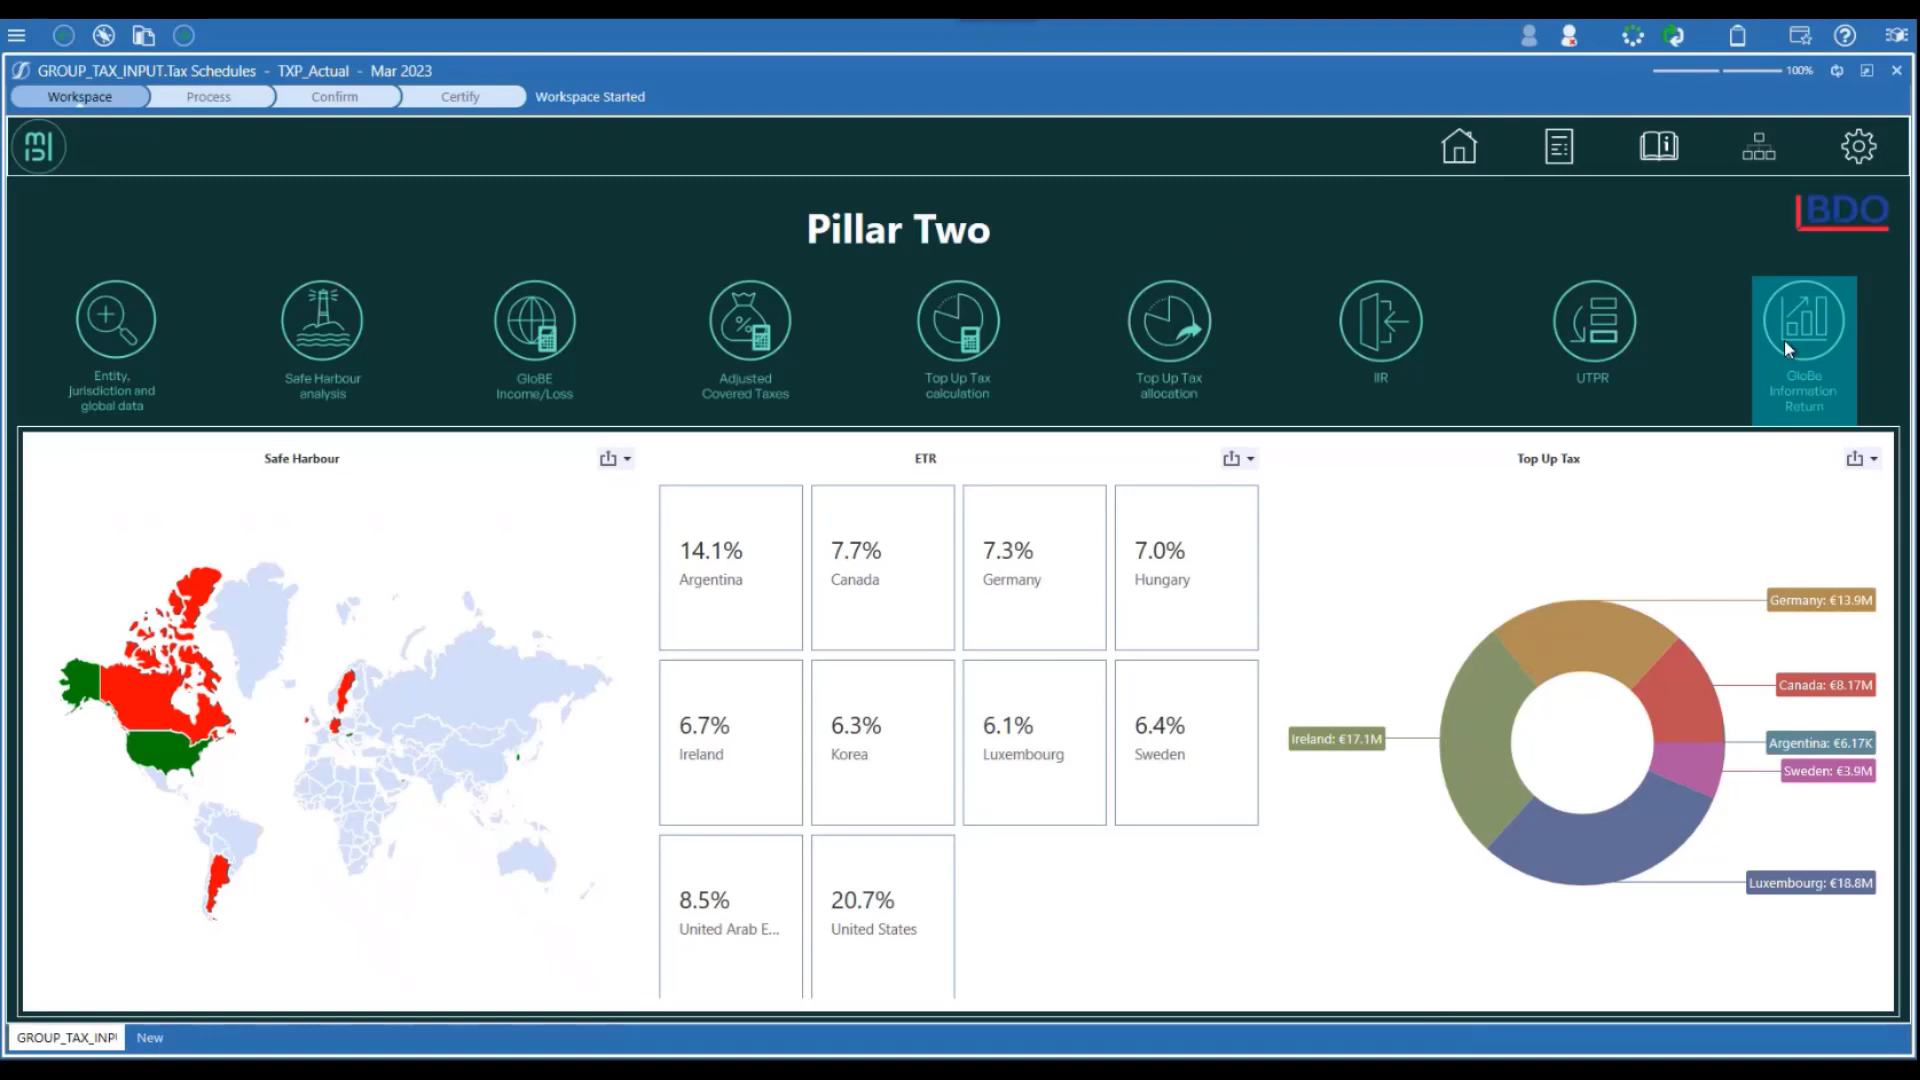 GROUP_TAX_INPUT.Tax Schedules - TXP_Actual - Mar 2023
100%
Workspace
Process
Confirm
Certify
Workspace Started
Pillar Two
BDO
Entity,
jurisdiction and
global data
Safe Harbour
analysis
GloBE
Income/Loss
Adjusted
Covered Taxes
Top Up Tax
calculation
Top Up Tax
allocation
IIR
UTPR
GloBe
Information
Return
Safe Harbour
ETR
Top Up Tax
14.1%
Argentina
7.7%
Canada
7.3%
Germany
7.0%
Hungary
6.7%
Ireland
6.3%
Korea
6.1%
Luxembourg
6.4%
Sweden
8.5%
United Arab E...
20.7%
United States
Germany: €13.9M
Canada: €8.17M
Ireland: €17.1M
Argentina: €6.17K
Sweden: €3.9M
Luxembourg: €18.8M
GROUP_TAX_INP
New